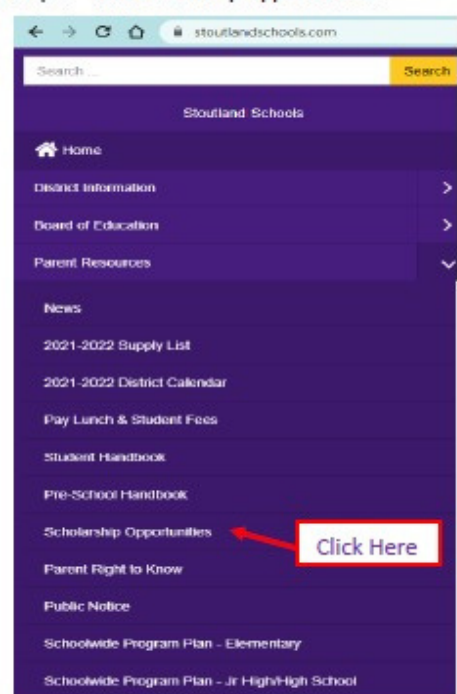 stoutlandschools.com
Search ...
Search
Stoutland Schools
Home
District Information
Board of Education
Parent Resources
News
2021-2022 Supply List
2021-2022 District Calendar
Pay Lunch & Student Fees
Student Handbook
Pre-School Handbook
Scholarship Opportunities
Click Here
Parent Right to Know
Public Notice
Schoolwide Program Plan - Elementary
Schoolwide Program Plan - Jr High/High School